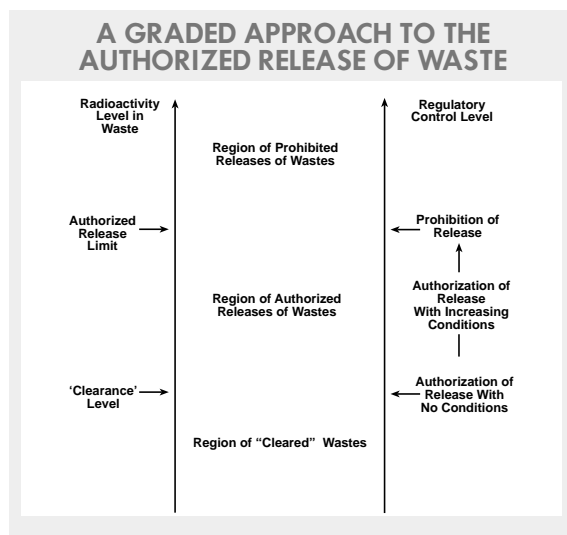 A GRADED APPROACH TO THE
AUTHORIZED RELEASE OF WASTE
Radioactivity
Level in
Waste
Regulatory
Control Level
Region of Prohibited
Releases of Wastes
Authorized
Release
Limit
Prohibition of
Release
Region of Authorized
Releases of Wastes
Authorization of
Release
With Increasing
Conditions
‘Clearance’
Level
Authorization of
Release With
No Conditions
Region of “Cleared” Wastes